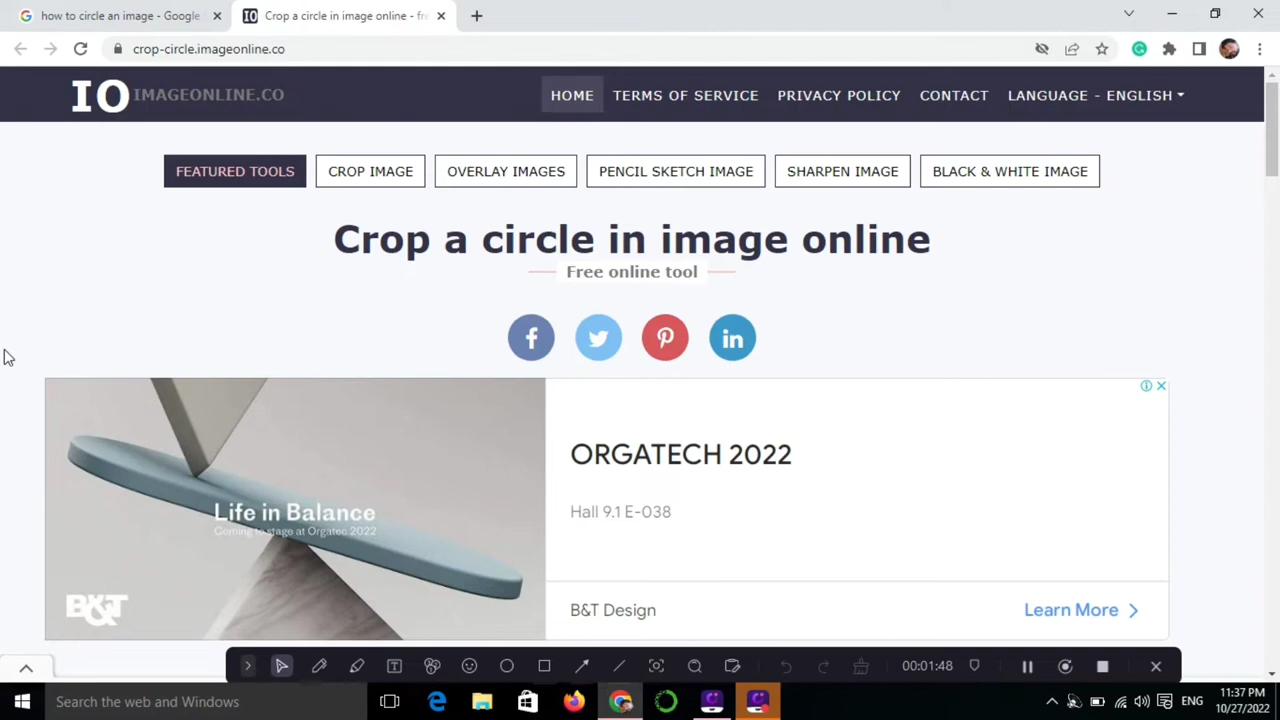 how to circle an image - Google
Crop a circle in image online - fre
crop-circle.imageonline.co
IO IMAGEONLINE.CO
HOME
TERMS OF SERVICE
PRIVACY POLICY
CONTACT
LANGUAGE - ENGLISH
FEATURED TOOLS
CROP IMAGE
OVERLAY IMAGES
PENCIL SKETCH IMAGE
SHARPEN IMAGE
BLACK & WHITE IMAGE
Crop a circle in image online
Free online tool
ORGATECH 2022
Hall 9.1 E-038
Life in Balance
Coming to stage at Orgatec 2022
B&T
B&T Design
Learn More
00:01:48
Search the web and Windows
ENG
11:37 PM
10/27/2022